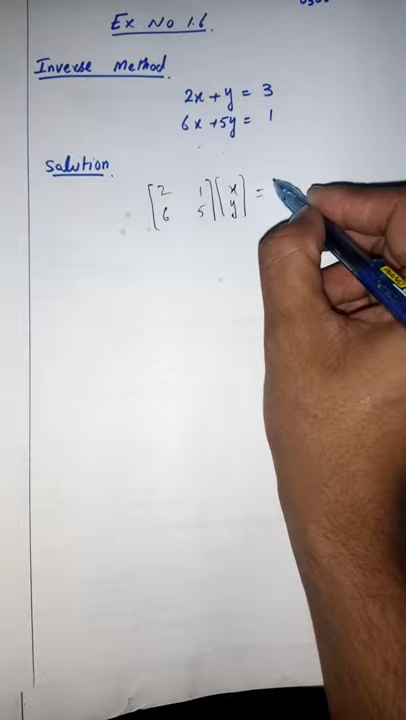 Ex No 1.6
Inverse Method
2x + y = 3
6x + 5y = 1
Solution
[2 1] [x] =
[6 5] [y]